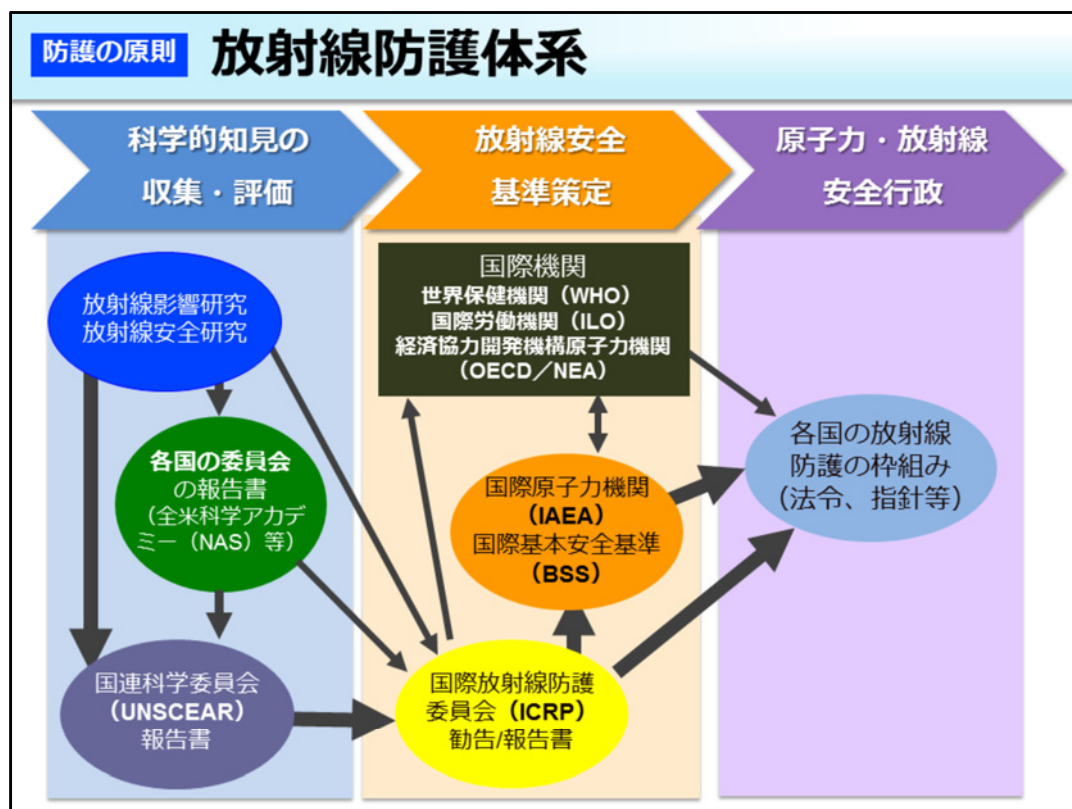 防護の原則
放射線防護体系
科学的知見の
収集・評価
放射線安全
基準策定
原子力・放射線
安全行政
放射線影響研究
放射線安全研究
各国の委員会
の報告書
（全米科学アカデ
ミー（NAS）等）
国連科学委員会
（UNSCEAR）
報告書
国際機関
世界保健機関（WHO）
国際労働機関（ILO）
経済協力開発機構原子力機関
（OECD／NEA）
国際原子力機関
（IAEA）
国際基本安全基準
（BSS）
国際放射線防護
委員会（ICRP）
勧告/報告書
各国の放射線
防護の枠組み
（法令、指針等）